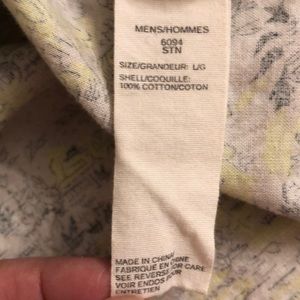 MENS/HOMMES
6094
STN
SIZE/GRANDEUR: L/G
SHELL/COQUILLE:
100% COTTON/COTON
MADE IN CHINA/
FABRIQUE EN CHINE
SEE REVERSE FOR CARE
VOIR ENDOS POUR
ENTRETIEN